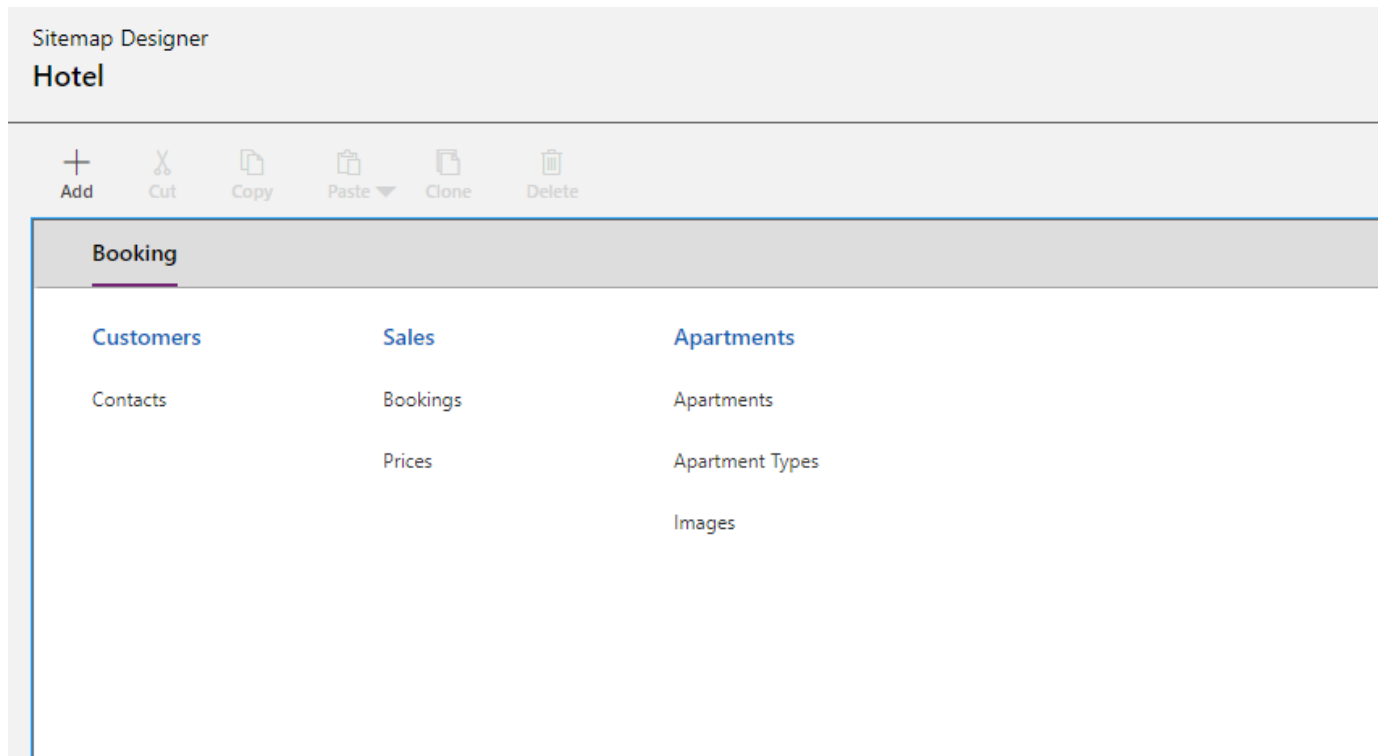 Sitemap Designer
Hotel
Add Cut Copy Paste Clone Delete
Booking
Customers Sales Apartments
Contacts Bookings Apartments
Prices Apartment Types
Images